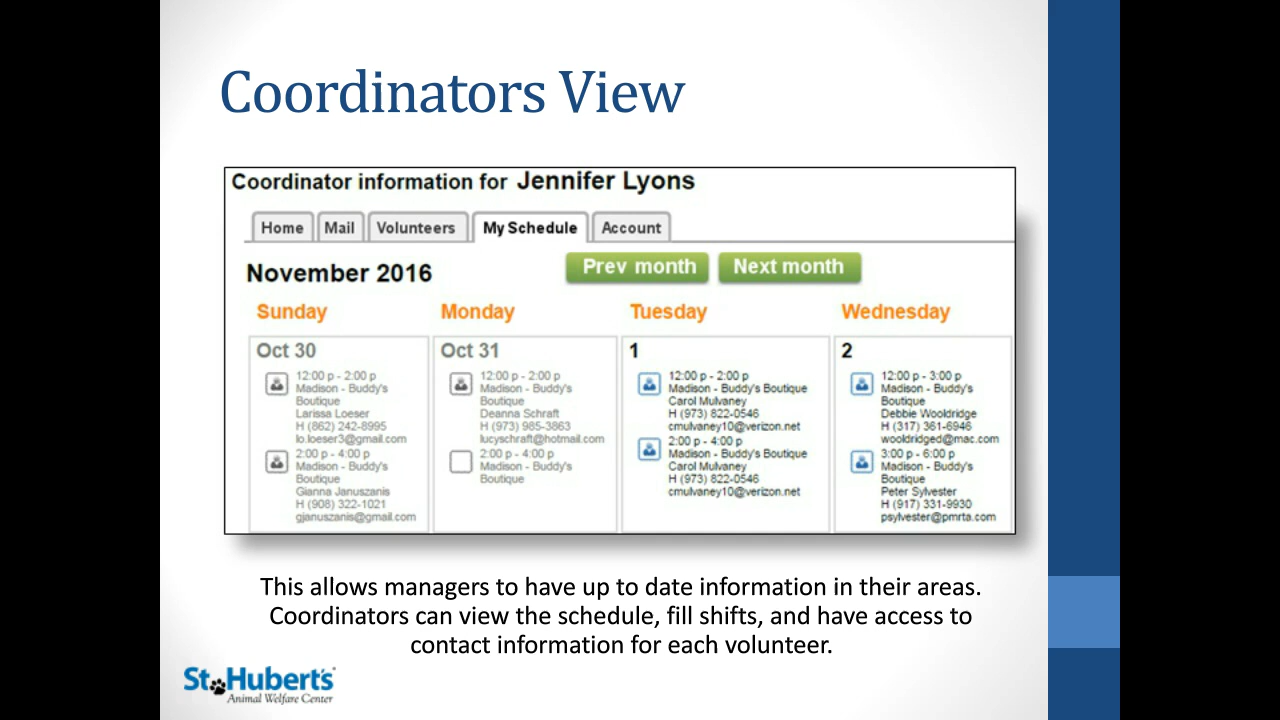 Coordinators View
Coordinator information for Jennifer Lyons
Home Mail Volunteers My Schedule Account
November 2016 Prev month Next month
Sunday Monday Tuesday Wednesday
Oct 30
12:00 p - 2:00 p
Madison - Buddy's
Boutique
Larissa Loeser
H (862) 242-8995
lo.loeser3@gmail.com
2:00 p - 4:00 p
Madison - Buddy's
Boutique
Gianna Januszanis
H (908) 322-1021
gjanuszanis@gmail.com
Oct 31
12:00 p - 2:00 p
Madison - Buddy's
Boutique
Deanna Schraft
H (973) 985-3863
lucyschraft@hotmail.com
2:00 p - 4:00 p
Madison - Buddy's
Boutique
1
12:00 p - 2:00 p
Madison - Buddy's Boutique
Carol Mulvaney
H (973) 822-0546
cmulvaney10@verizon.net
2:00 p - 4:00 p
Madison - Buddy's Boutique
Carol Mulvaney
H (973) 822-0546
cmulvaney10@verizon.net
2
12:00 p - 3:00 p
Madison - Buddy's
Boutique
Debbie Wooldridge
H (317) 361-6946
wooldridged@mac.com
3:00 p - 6:00 p
Madison - Buddy's
Boutique
Peter Sylvester
H (917) 331-9930
psylvester@pmrta.com
This allows managers to have up to date information in their areas.
Coordinators can view the schedule, fill shifts, and have access to
contact information for each volunteer.
St. Hubert's
Animal Welfare Center